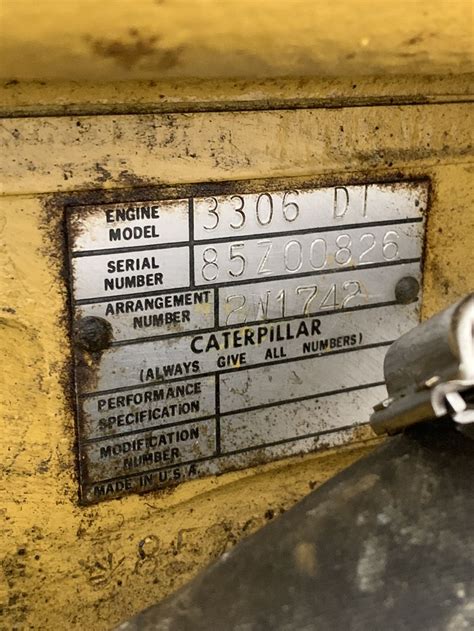 ENGINE MODEL 3306 DI
SERIAL NUMBER 85Z00826
ARRANGEMENT NUMBER 2W1742
CATERPILLAR
(ALWAYS GIVE ALL NUMBERS)
PERFORMANCE SPECIFICATION
MODIFICATION NUMBER
MADE IN U.S.A.